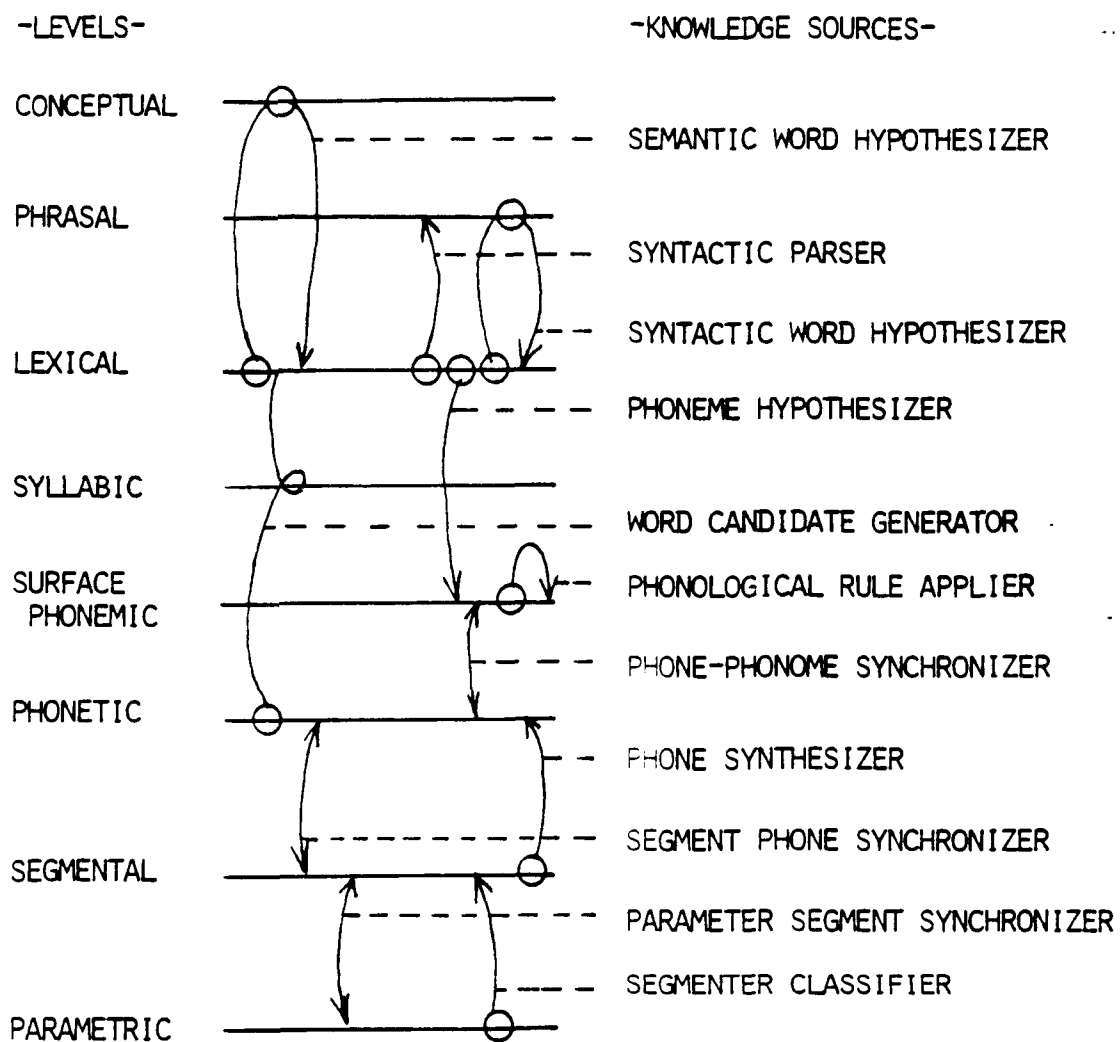 -LEVELS- -KNOWLEDGE SOURCES-
CONCEPTUAL
SEMANTIC WORD HYPOTHESIZER
PHRASAL
SYNTACTIC PARSER
SYNTACTIC WORD HYPOTHESIZER
LEXICAL
PHONEME HYPOTHESIZER
SYLLABIC
WORD CANDIDATE GENERATOR
SURFACE
PHONEMIC
PHONOLOGICAL RULE APPLIER
PHONE-PHONOME SYNCHRONIZER
PHONETIC
PHONE SYNTHESIZER
SEGMENT PHONE SYNCHRONIZER
SEGMENTAL
PARAMETER SEGMENT SYNCHRONIZER
SEGMENTER CLASSIFIER
PARAMETRIC